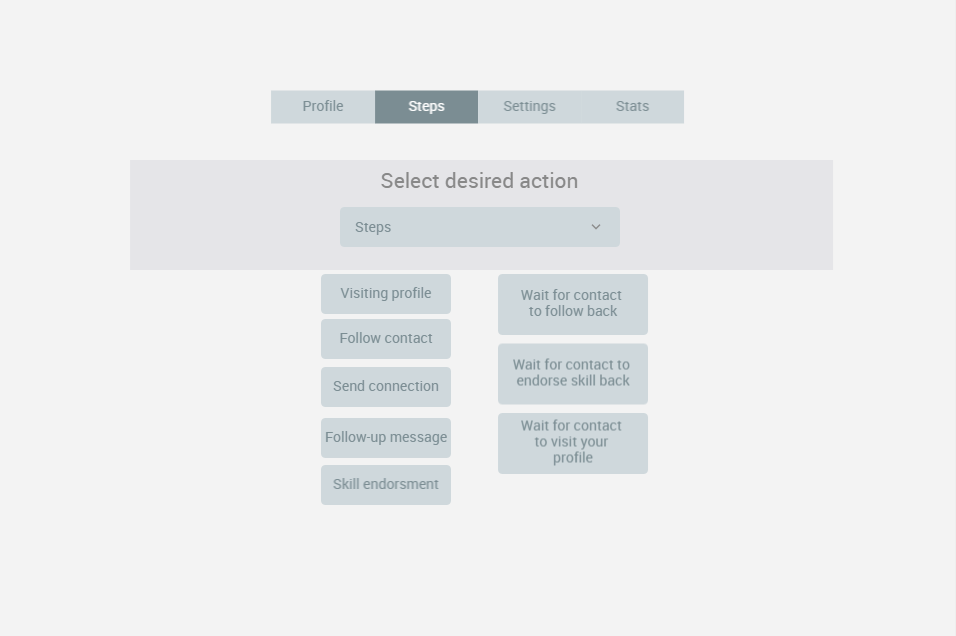 Profile
Steps
Settings
Stats
Select desired action
Steps
Visiting profile
Follow contact
Send connection
Follow-up message
Skill endorsment
Wait for contact
to follow back
Wait for contact to
endorse skill back
Wait for contact
to visit your
profile